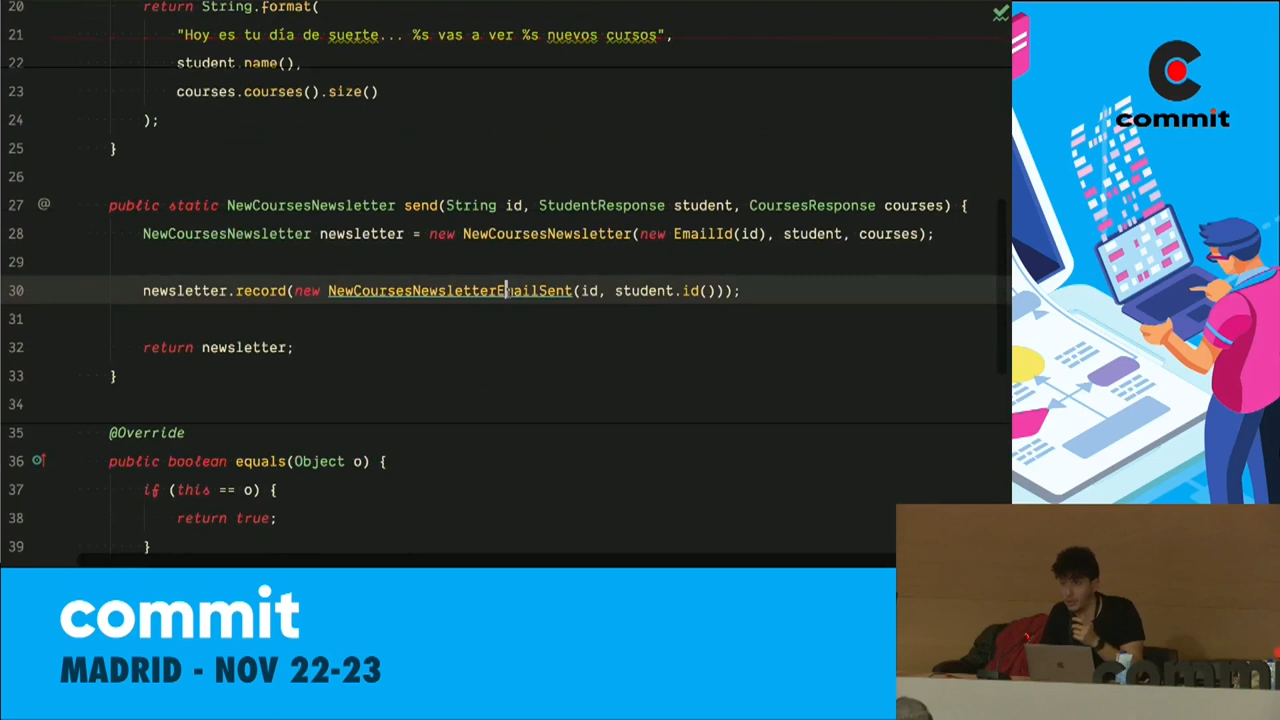 20 return String.format(
21 "Hoy es tu día de suerte... %s vas a ver %s nuevos cursos",
22 student.name(),
23 courses.courses().size()
24 );
25 }
26
27 @ public static NewCoursesNewsletter send(String id, StudentResponse student, CoursesResponse courses) {
28 NewCoursesNewsletter newsletter = new NewCoursesNewsletter(new EmailId(id), student, courses);
29
30 newsletter.record(new NewCoursesNewsletterEmailSent(id, student.id()));
31
32 return newsletter;
33 }
34
35 @Override
36 public boolean equals(Object o) {
37 if (this == o) {
38 return true;
39 }
commit
commit
MADRID - NOV 22-23
comm